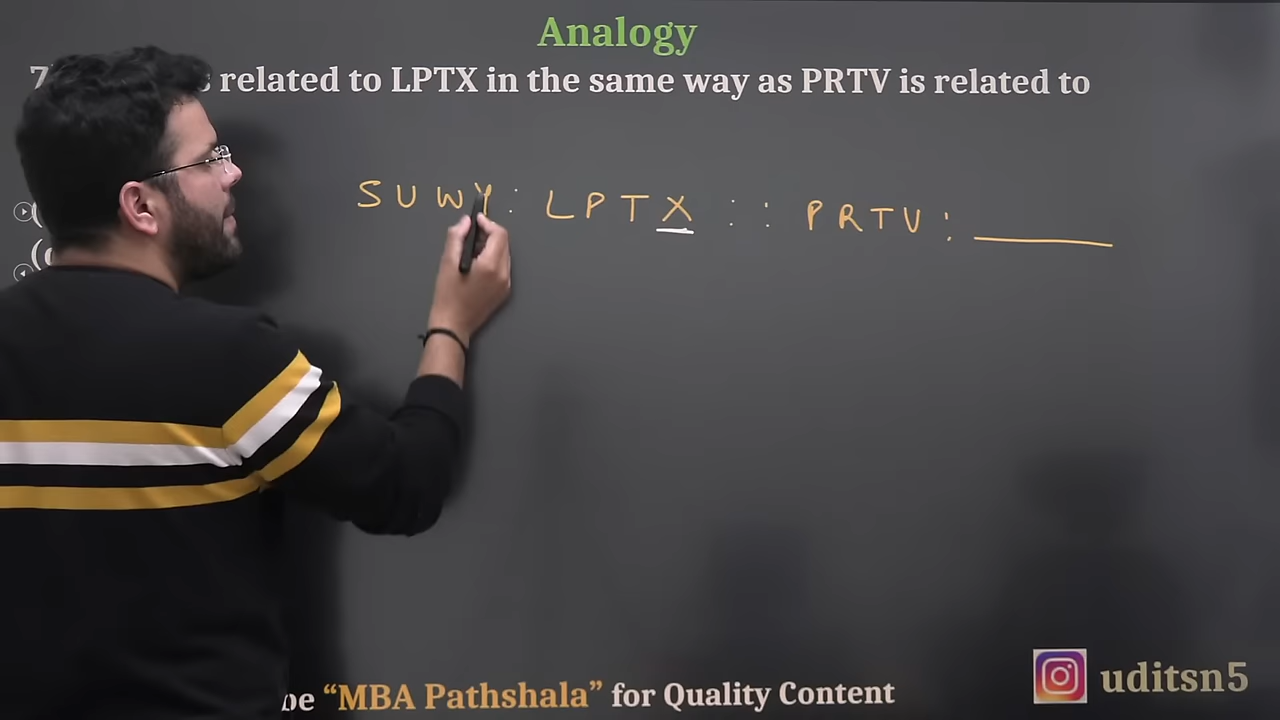 Analogy
related to LPTX in the same way as PRTV is related to
SUWY : LPTX : : PRTV : ______
"MBA Pathshala" for Quality Content
uditsn5